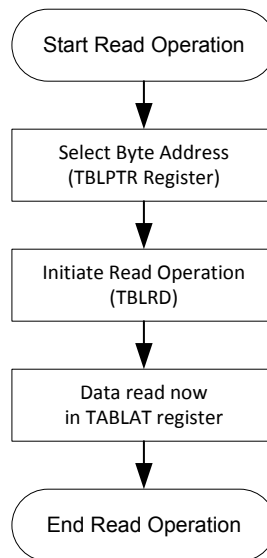 Start Read Operation
Select Byte Address
(TBLPTR Register)
Initiate Read Operation
(TBLRD)
Data read now
in TABLAT register
End Read Operation